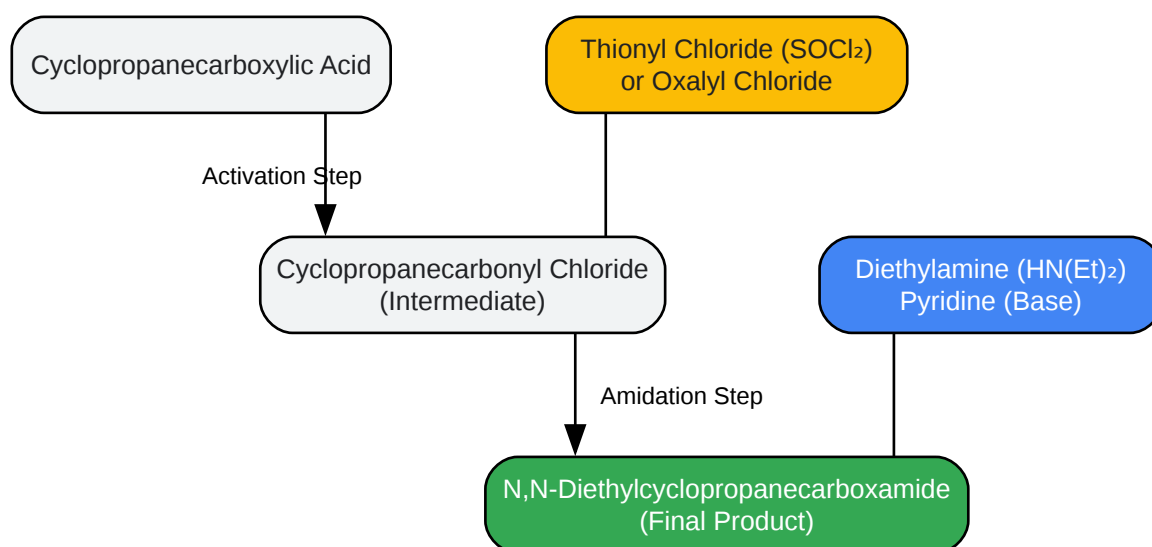 Cyclopropanecarboxylic Acid
Thionyl Chloride (SOCl₂)
or Oxalyl Chloride
Activation Step
Cyclopropanecarbonyl Chloride
(Intermediate)
Diethylamine (HN(Et)₂)
Pyridine (Base)
Amidation Step
N,N-Diethylcyclopropanecarboxamide
(Final Product)